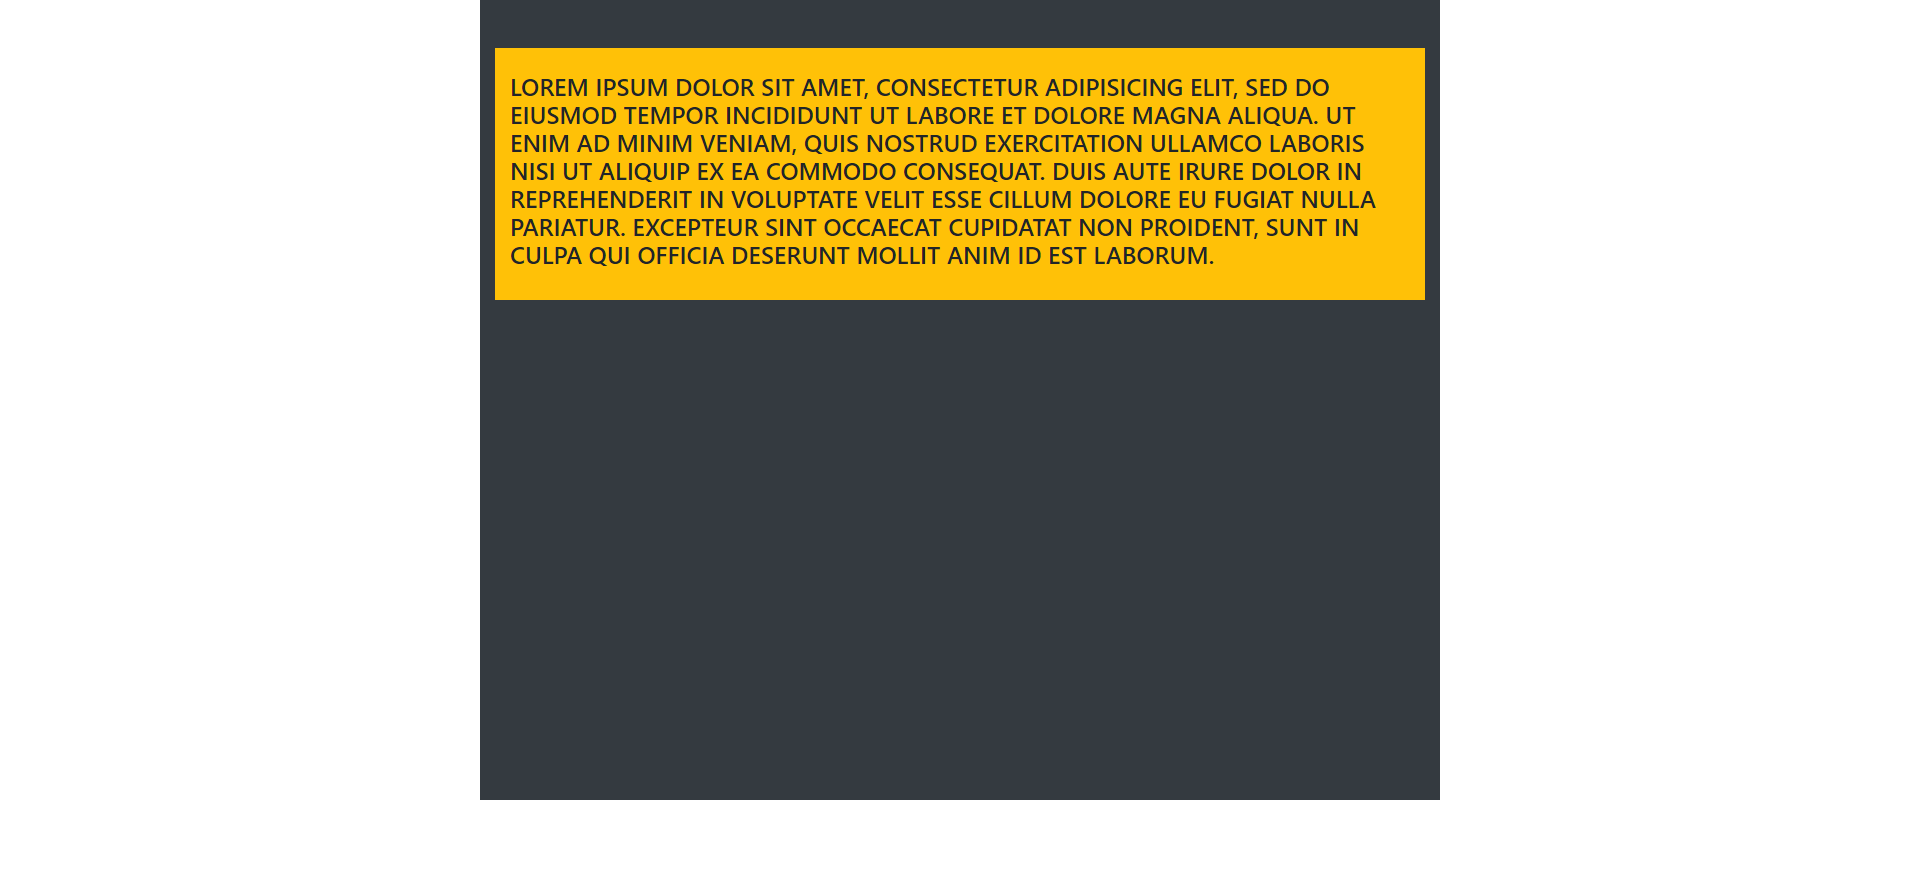 LOREM IPSUM DOLOR SIT AMET, CONSECTETUR ADIPISICING ELIT, SED DO
EIUSMOD TEMPOR INCIDIDUNT UT LABORE ET DOLORE MAGNA ALIQUA. UT
ENIM AD MINIM VENIAM, QUIS NOSTRUD EXERCITATION ULLAMCO LABORIS
NISI UT ALIQUIP EX EA COMMODO CONSEQUAT. DUIS AUTE IRURE DOLOR IN
REPREHENDERIT IN VOLUPTATE VELIT ESSE CILLUM DOLORE EU FUGIAT NULLA
PARIATUR. EXCEPTEUR SINT OCCAECAT CUPIDATAT NON PROIDENT, SUNT IN
CULPA QUI OFFICIA DESERUNT MOLLIT ANIM ID EST LABORUM.